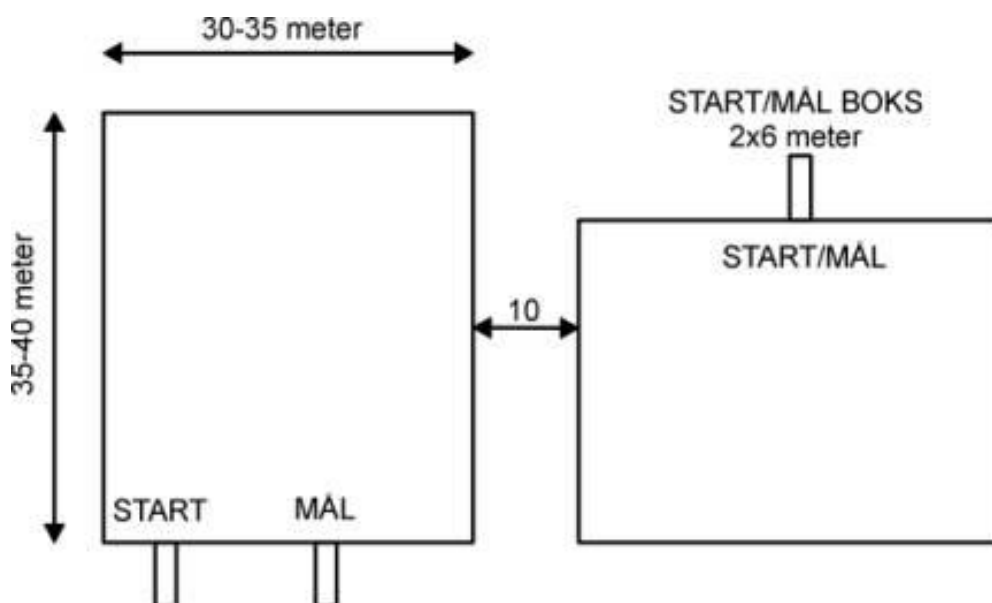 30-35 meter
START/MÅL BOKS
2x6 meter
START/MÅL
10
35-40 meter
START
MÅL